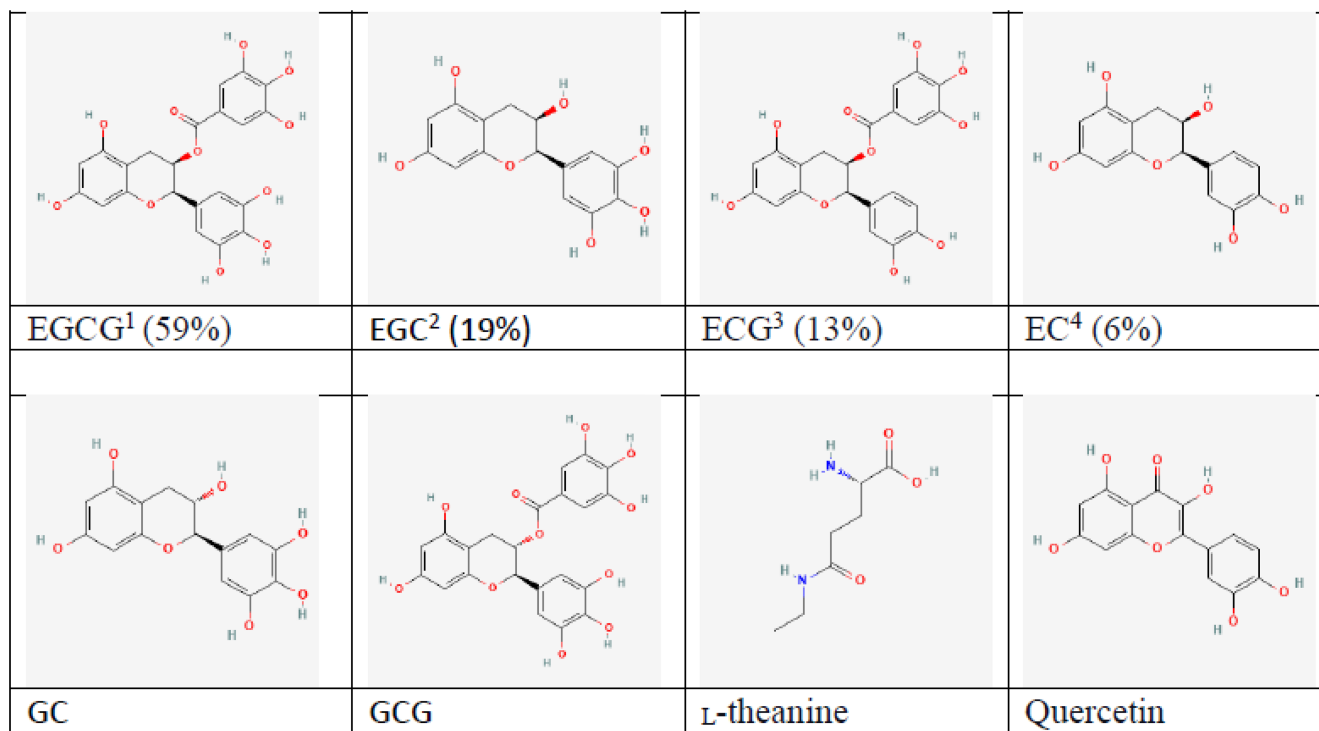 EGCG¹ (59%)
EGC² (19%)
ECG³ (13%)
EC⁴ (6%)
GC
GCG
L-theanine
Quercetin